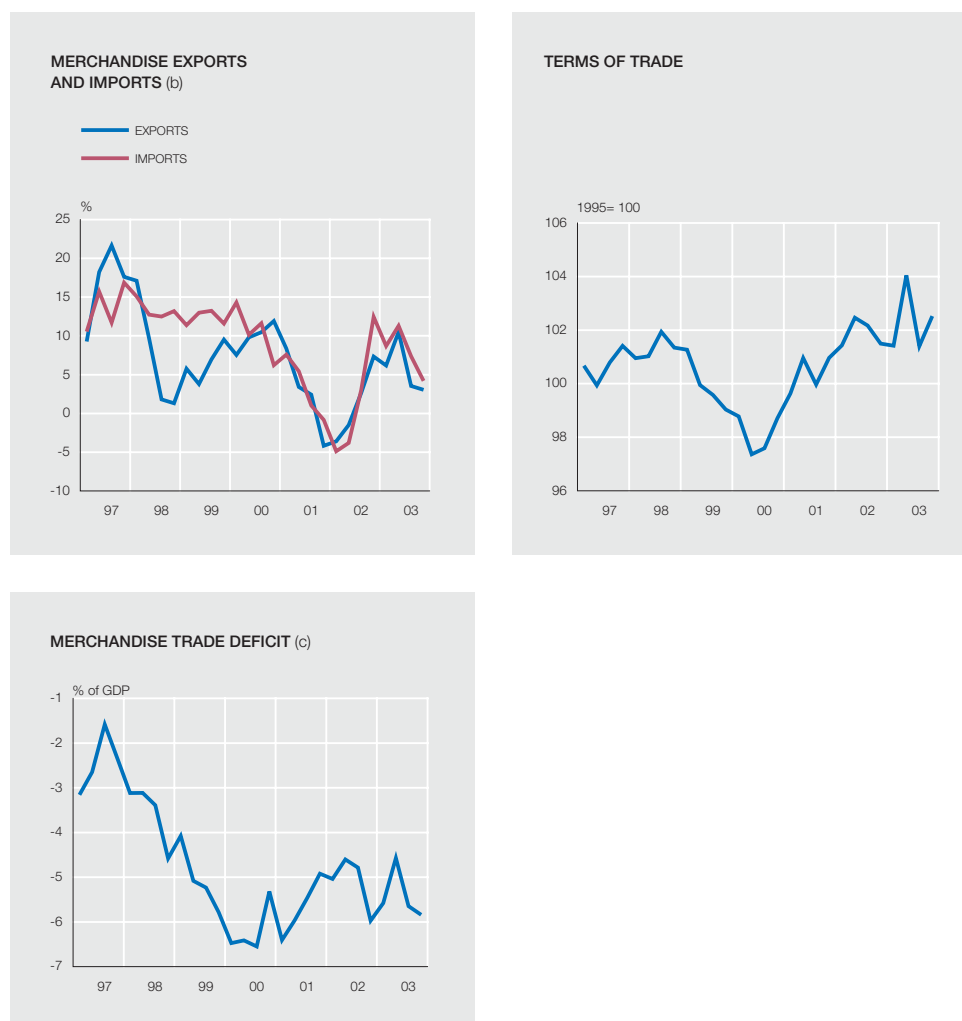 MERCHANDISE EXPORTS
AND IMPORTS (b)
EXPORTS
IMPORTS
%
25
20
15
10
5
0
-5
-10
97 98 99 00 01 02 03
TERMS OF TRADE
1995= 100
106
104
102
100
98
96
97 98 99 00 01 02 03
MERCHANDISE TRADE DEFICIT (c)
% of GDP
-1
-2
-3
-4
-5
-6
-7
97 98 99 00 01 02 03